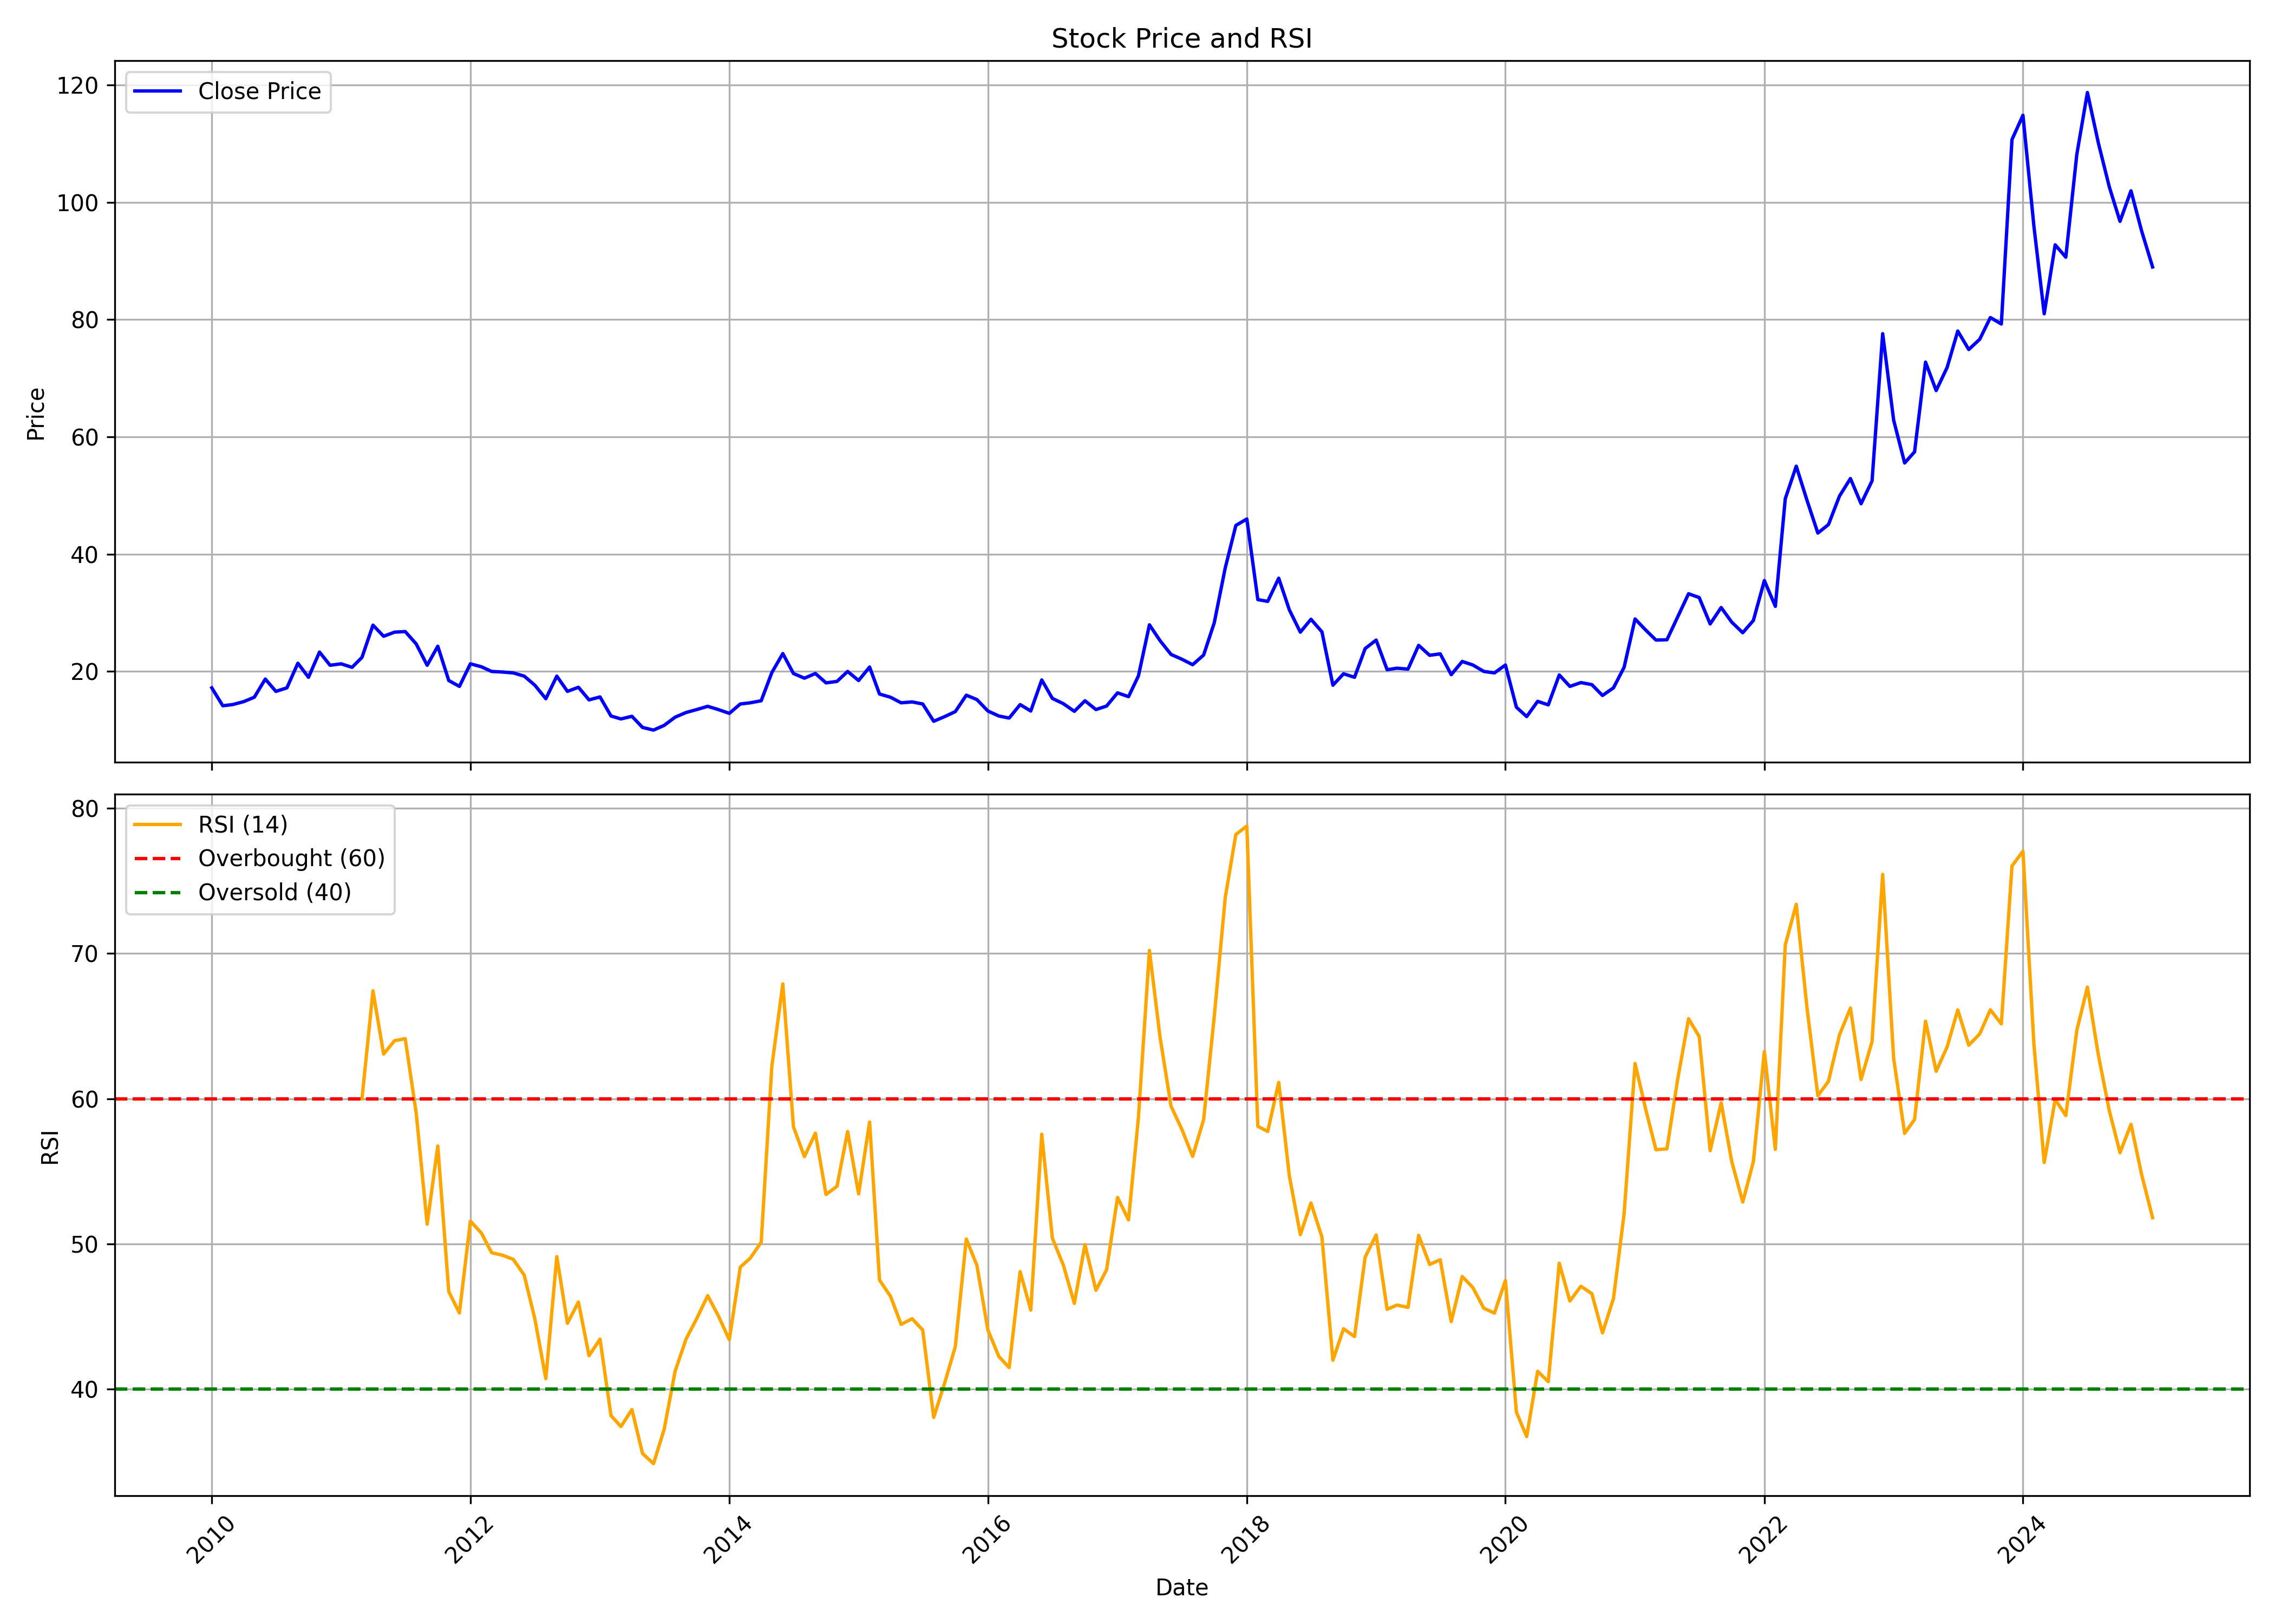 Stock Price and RSI
Close Price
120
100
80
60
40
20
Price
RSI (14)
Overbought (60)
Oversold (40)
80
70
60
50
40
RSI
2010
2012
2014
2016
2018
2020
2022
2024
Date